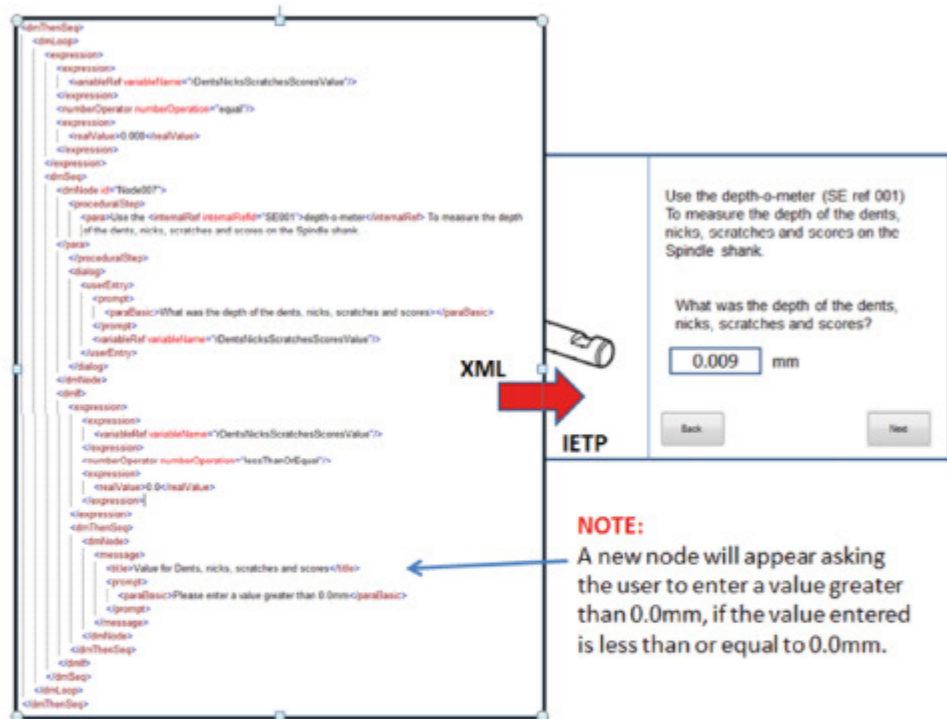 <dmThenSeq>
<dmLoop>
<expression>
<expression>
<variableRef variableName="/DentsNicksScratchesScoresValue"/>
</expression>
<numberOperator numberOperation="equal"/>
<expression>
<realValue>0.000</realValue>
</expression>
</expression>
<dmSeq>
<dmNode id="Node007">
<proceduralStep>
<para>Use the <internalRef internalRefId="SE001">depth-o-meter</internalRef> To measure the depth
of the dents, nicks, scratches and scores on the Spindle shank.
</para>
</proceduralStep>
<dialog>
<userEntry>
<prompt>
<paraBasic>What was the depth of the dents, nicks, scratches and scores></paraBasic>
</prompt>
<variableRef variableName="/DentsNicksScratchesScoresValue"/>
</userEntry>
</dialog>
</dmNode>
<dmIf>
<expression>
<expression>
<variableRef variableName="/DentsNicksScratchesScoresValue"/>
</expression>
<numberOperator numberOperation="lessThanOrEqual"/>
<expression>
<realValue>0.0</realValue>
</expression>
</expression>
<dmThenSeq>
<dmNode>
<message>
<title>Value for Dents, nicks, scratches and scores</title>
<prompt>
<paraBasic>Please enter a value greater than 0.0mm</paraBasic>
</prompt>
</message>
</dmNode>
</dmThenSeq>
</dmIf>
</dmSeq>
</dmLoop>
</dmThenSeq>
XML
IETP
Use the depth-o-meter (SE ref 001)
To measure the depth of the dents,
nicks, scratches and scores on the
Spindle shank.
What was the depth of the dents,
nicks, scratches and scores?
0.009 mm
Back Next
NOTE:
A new node will appear asking
the user to enter a value greater
than 0.0mm, if the value entered
is less than or equal to 0.0mm.